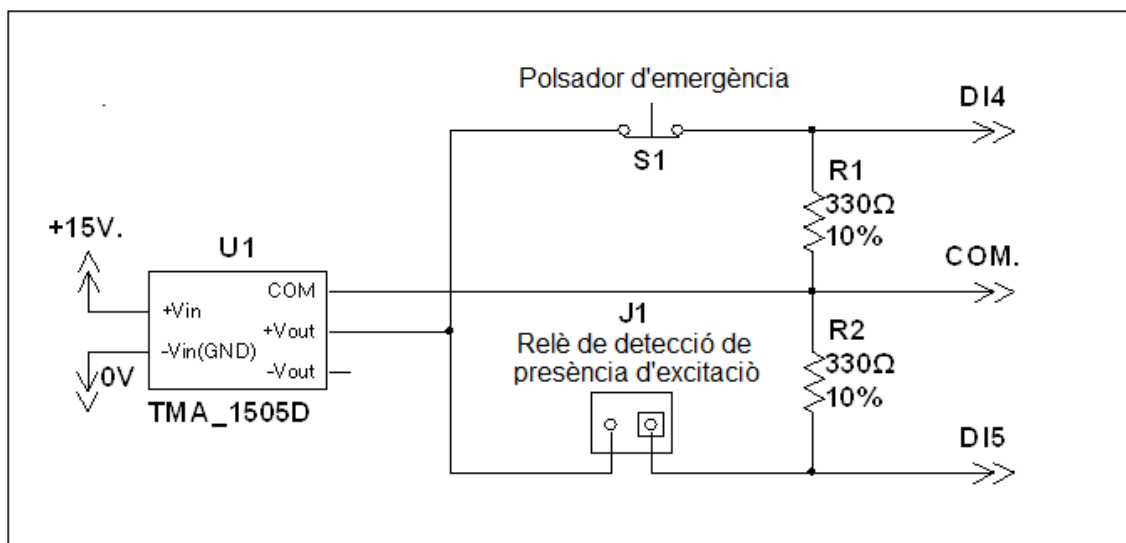 Polsador d'emergència
S1
DI4
R1
330Ω
10%
+15V.
U1
COM
+Vin
+Vout
-Vin(GND)
-Vout
0V
TMA_1505D
COM.
J1
Relè de detecció de
presència d'excitaciò
R2
330Ω
10%
DI5